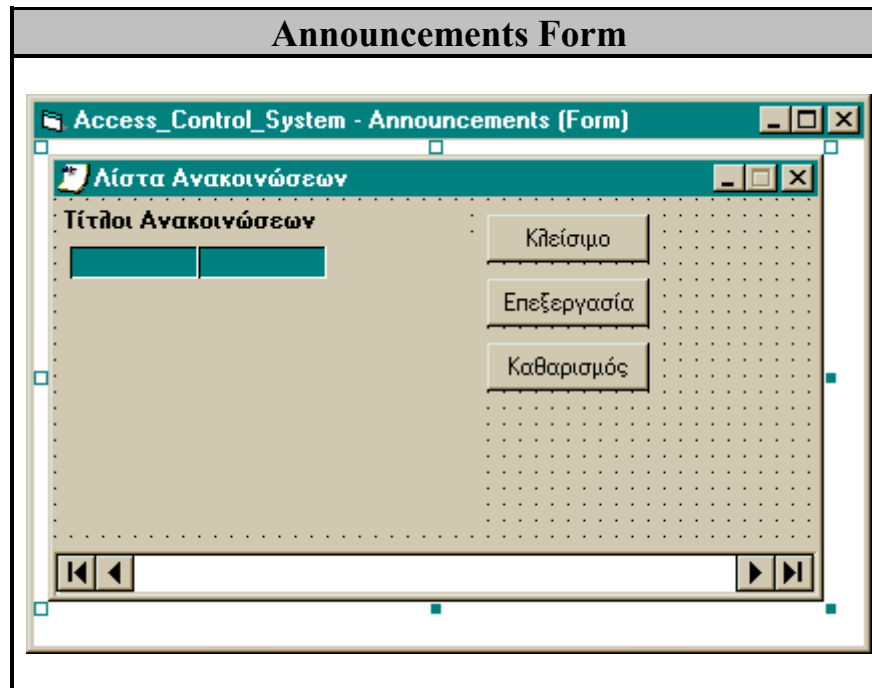 Announcements Form
Access_Control_System - Announcements (Form)
Λίστα Ανακοινώσεων
Τίτλοι Ανακοινώσεων
Κλείσιμο
Επεξεργασία
Καθαρισμός